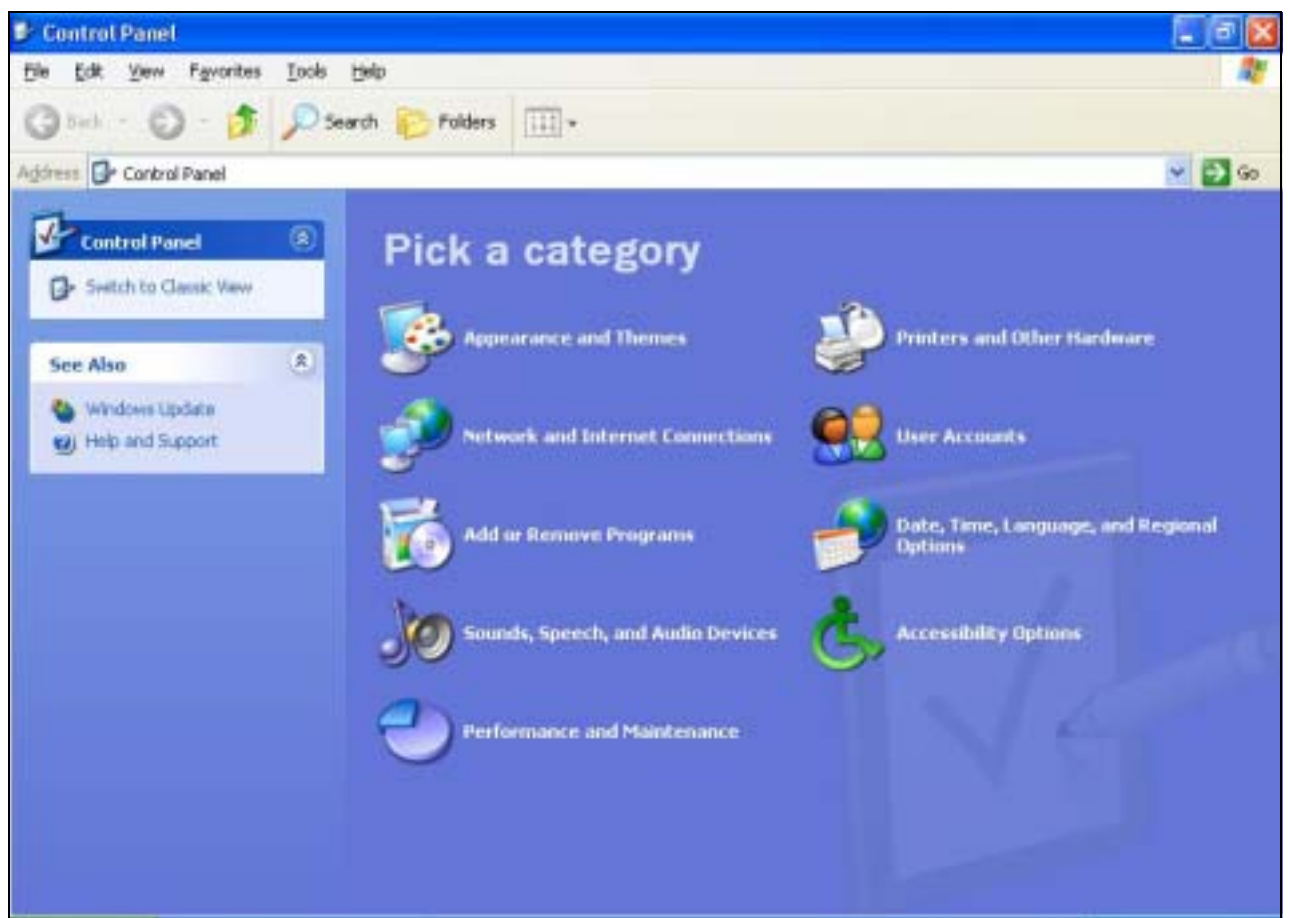 Control Panel
File Edit View Favorites Tools Help
Back Search Folders
Address Control Panel Go
Control Panel
Switch to Classic View
See Also
Windows Update
Help and Support
Pick a category
Appearance and Themes
Printers and Other Hardware
Network and Internet Connections
User Accounts
Add or Remove Programs
Date, Time, Language, and Regional
Options
Sounds, Speech, and Audio Devices
Accessibility Options
Performance and Maintenance